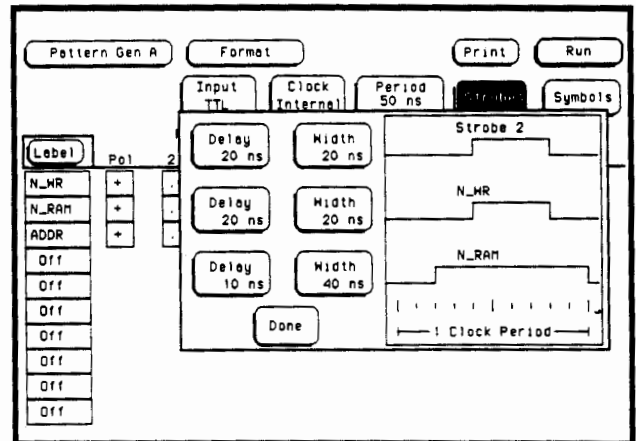 Pattern Gen A Format Print Run
Input TTL Clock Internal Period 50 ns Strobes Symbols
Label Pol 2
Delay 20 ns Width 20 ns Strobe 2
N_WR + .
N_RAM + .
ADDR +
Delay 20 ns Width 20 ns N_WR
Off
Off
Delay 10 ns Width 40 ns N_RAM
Off
Off
Done 1 Clock Period
Off
Off
Off